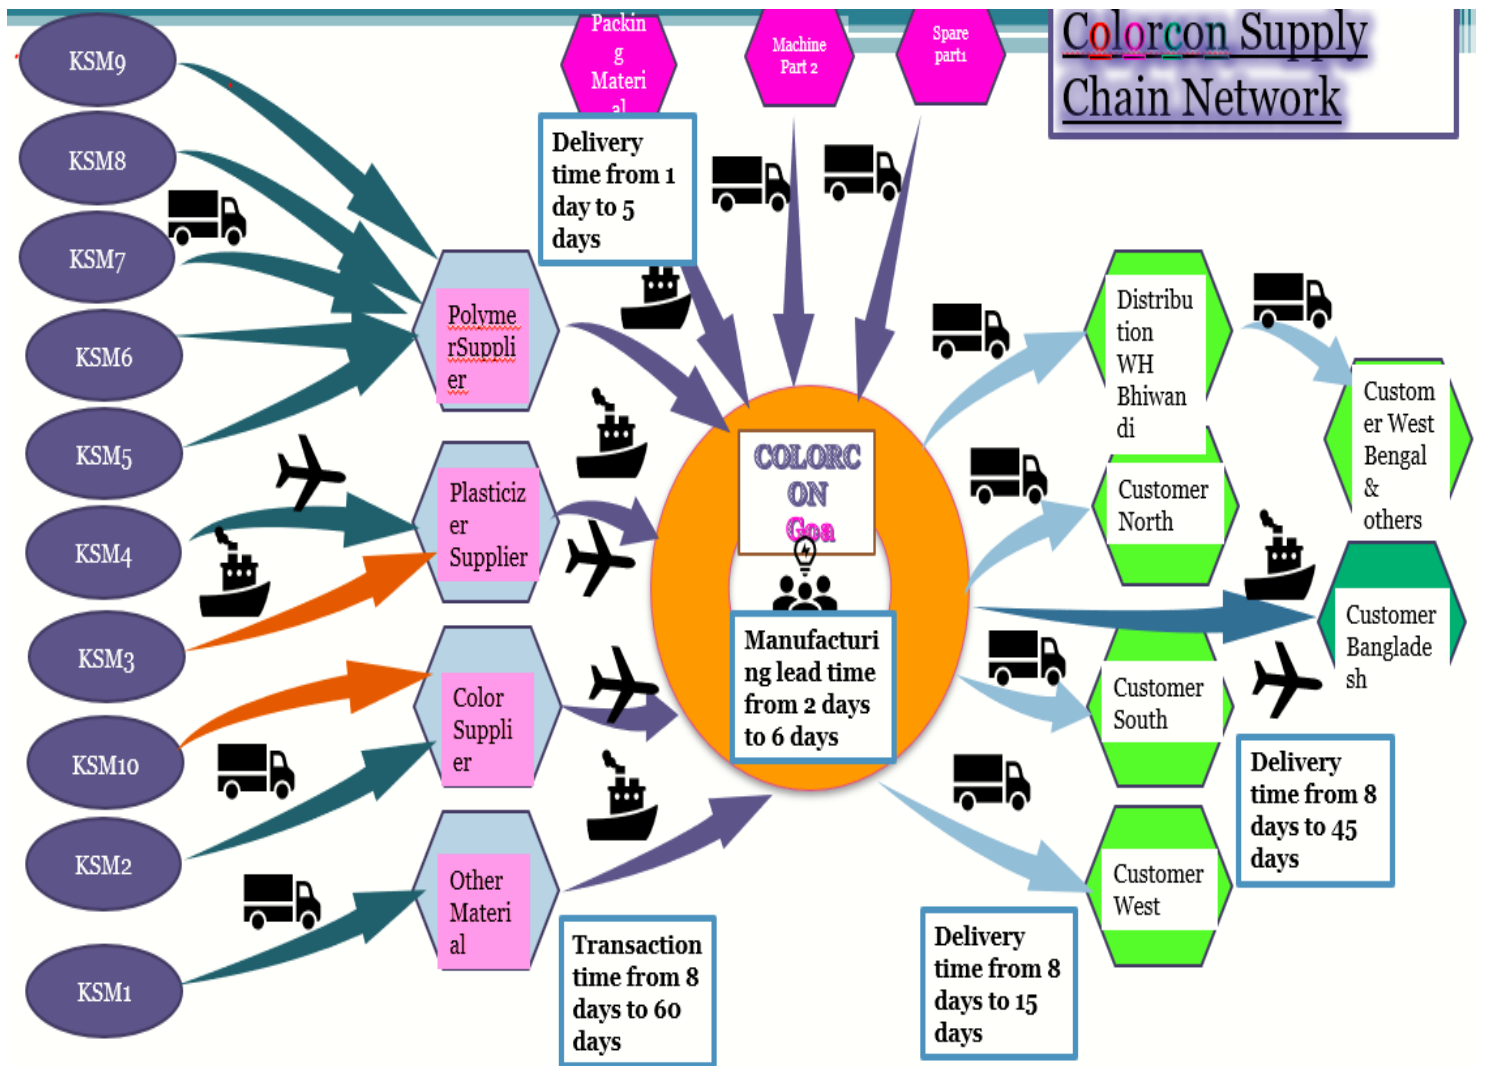 Colorcon Supply
Chain Network
KSM9
KSM8
KSM7
KSM6
KSM5
KSM4
KSM3
KSM10
KSM2
KSM1
Packin
g
Materi
al
Machine
Part 2
Spare
part1
Delivery
time from 1
day to 5
days
Polyme
rSuppli
er
Plasticiz
er
Supplier
Color
Suppli
er
Other
Materi
al
Transaction
time from 8
days to 60
days
COLORC
ON
Goa
Manufacturi
ng lead time
from 2 days
to 6 days
Distribu
tion
WH
Bhiwan
di
Customer
North
Customer
South
Customer
West
Custom
er West
Bengal
&
others
Customer
Banglade
sh
Delivery
time from 8
days to 45
days
Delivery
time from 8
days to 15
days